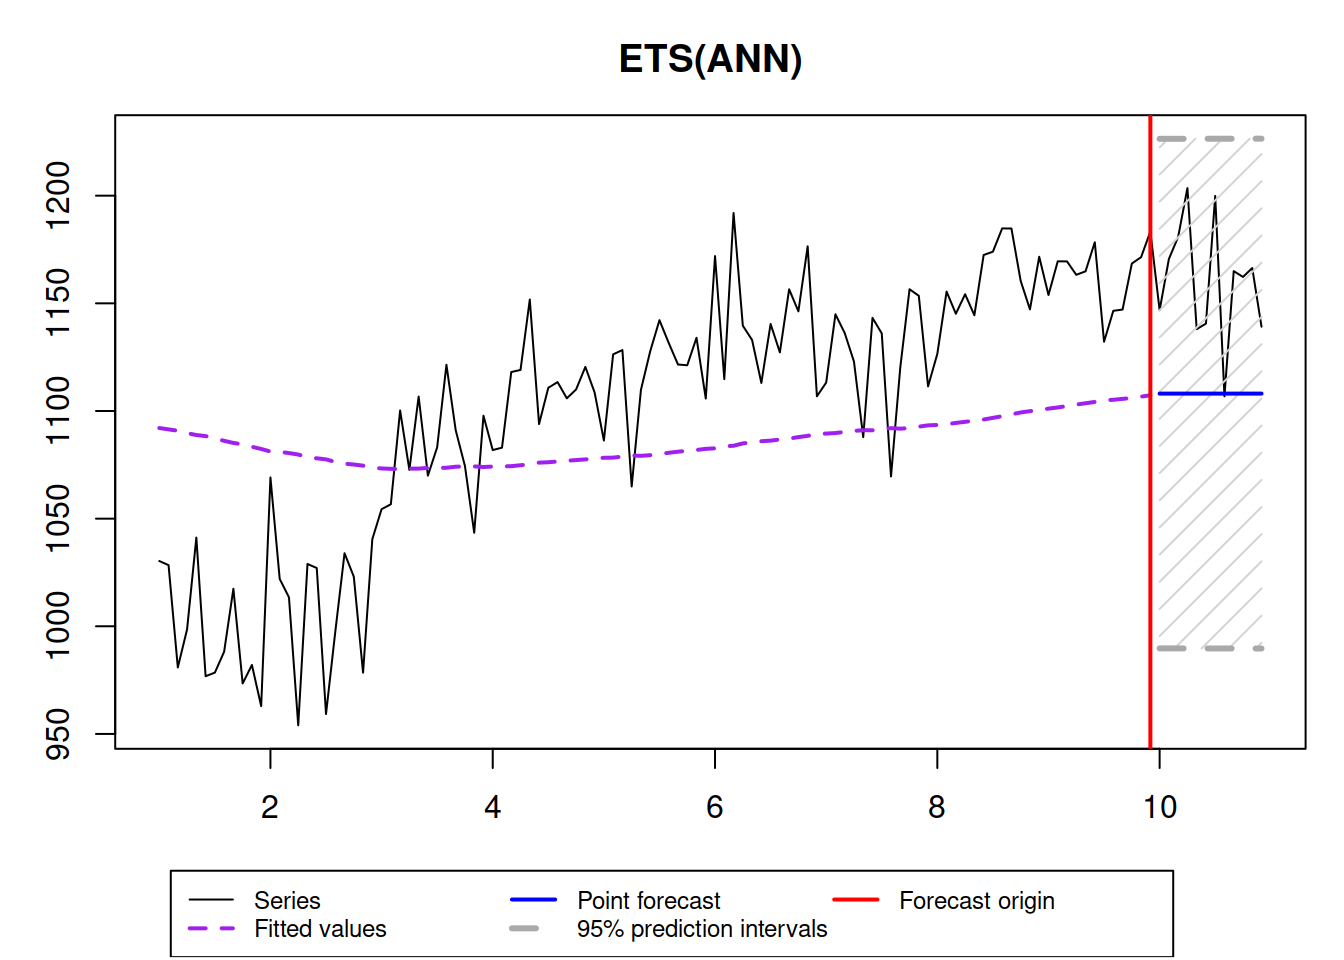 ETS(ANN)
1200
1150
1100
1050
1000
950
2 4 6 8 10
Series Point forecast Forecast origin
Fitted values 95% prediction intervals